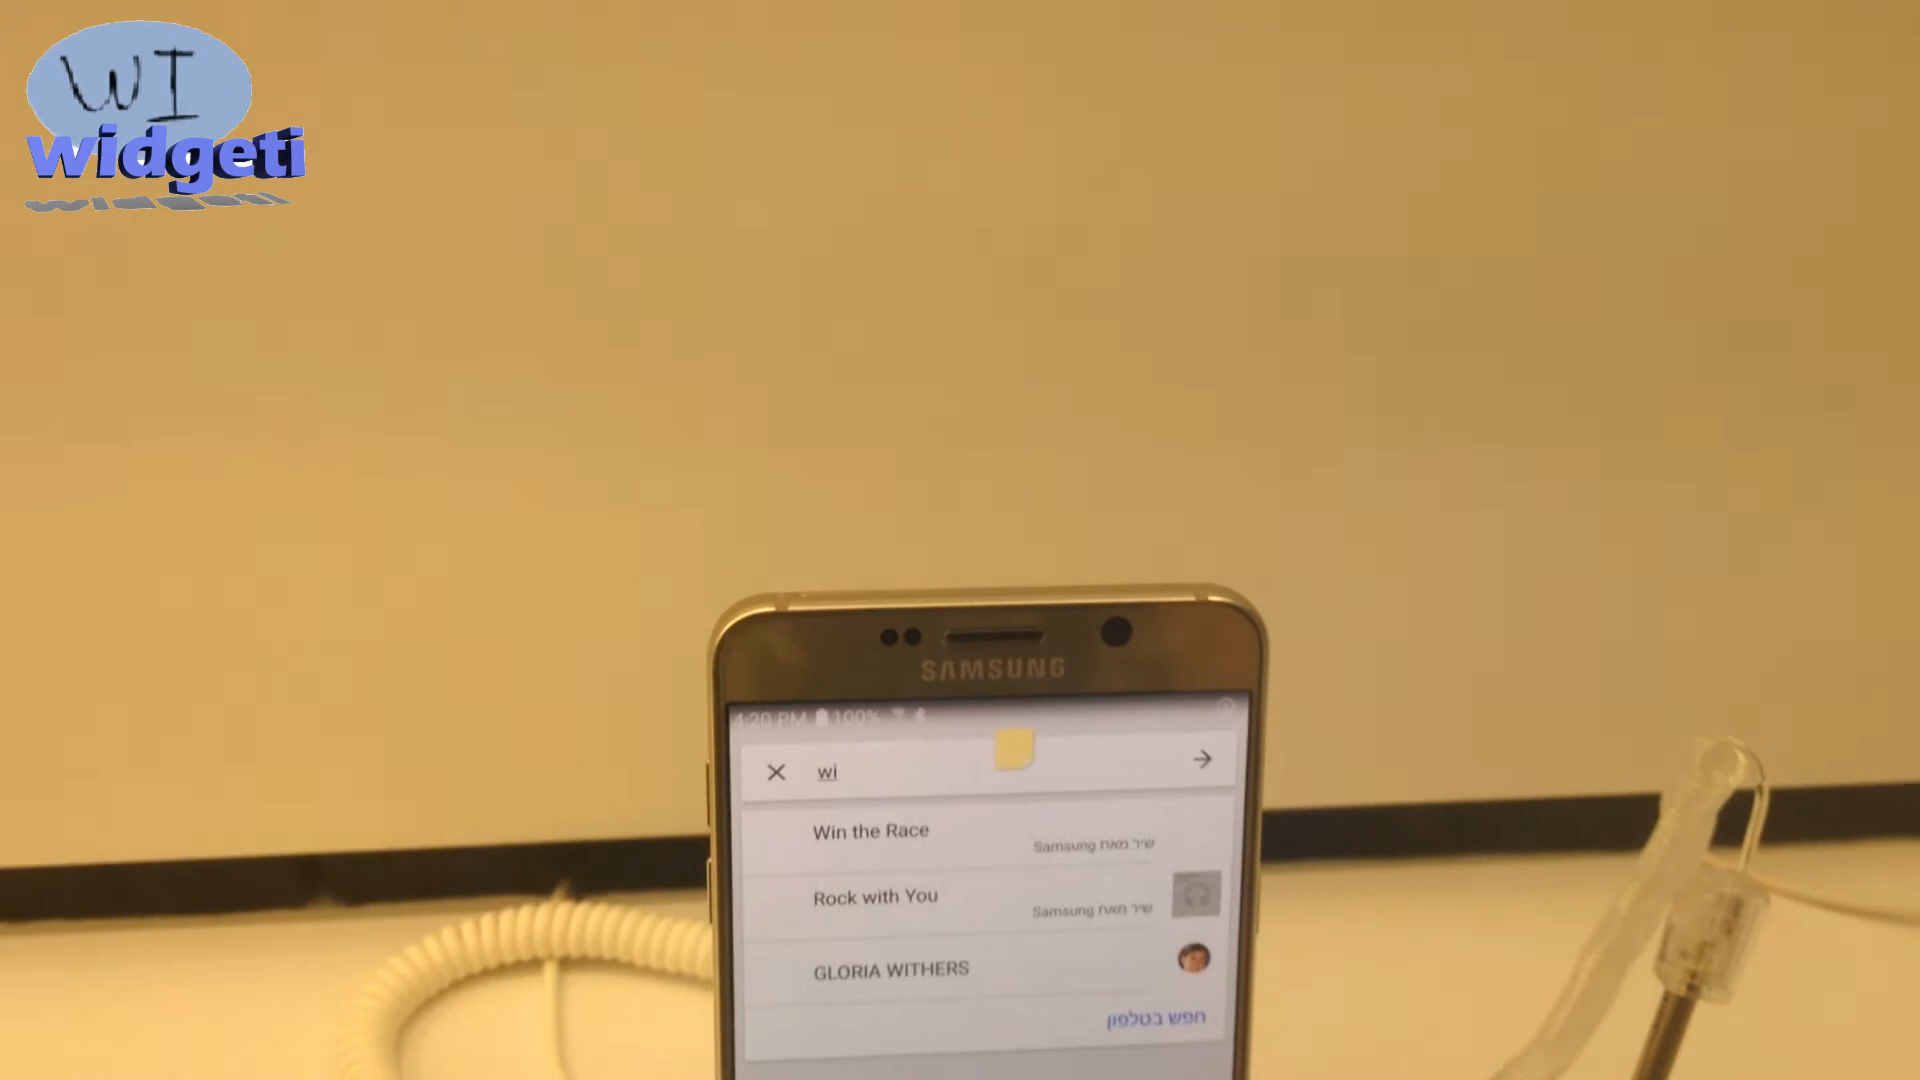 WI
widgeti
SAMSUNG
4:20 PM 100%
wi
Win the Race
שיר מאת Samsung
Rock with You
שיר מאת Samsung
GLORIA WITHERS
חפש בטלפון